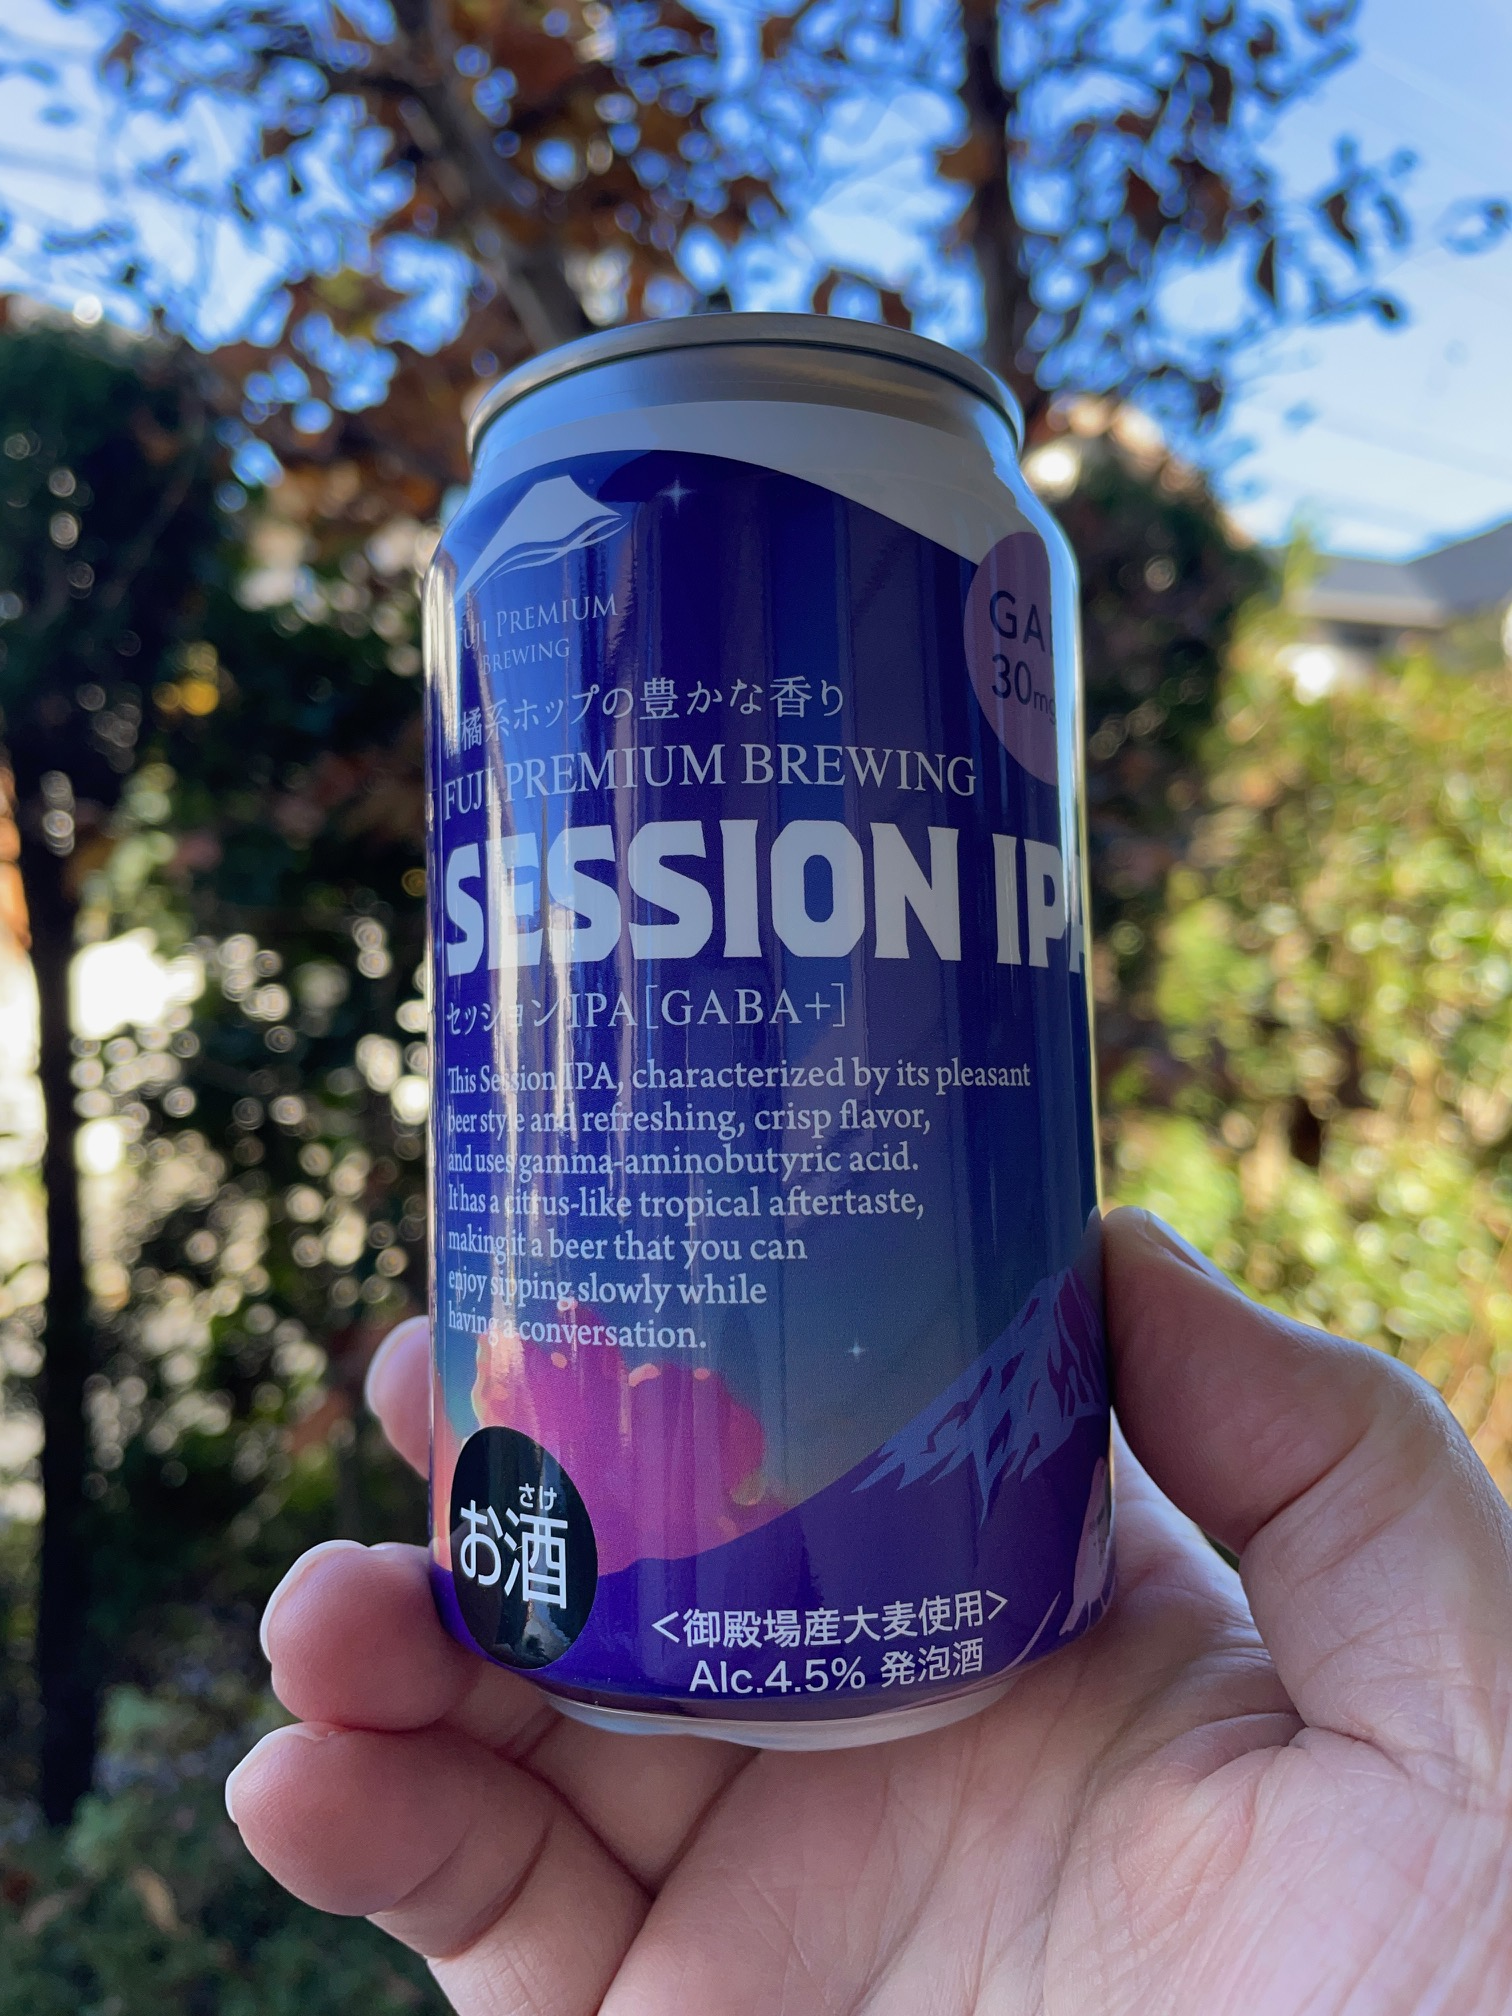 FUJI PREMIUM
BREWING
GA
30mg
橘系ホップの豊かな香り
FUJI PREMIUM BREWING
SESSION IPA
セッションIPA[GABA+]
This Session IPA, characterized by its pleasant
beer style and refreshing, crisp flavor,
and uses gamma-aminobutyric acid.
It has a citrus-like tropical aftertaste,
making it a beer that you can
enjoy sipping slowly while
having a conversation.
さけ
お酒
<御殿場産大麦使用>
Alc.4.5% 発泡酒